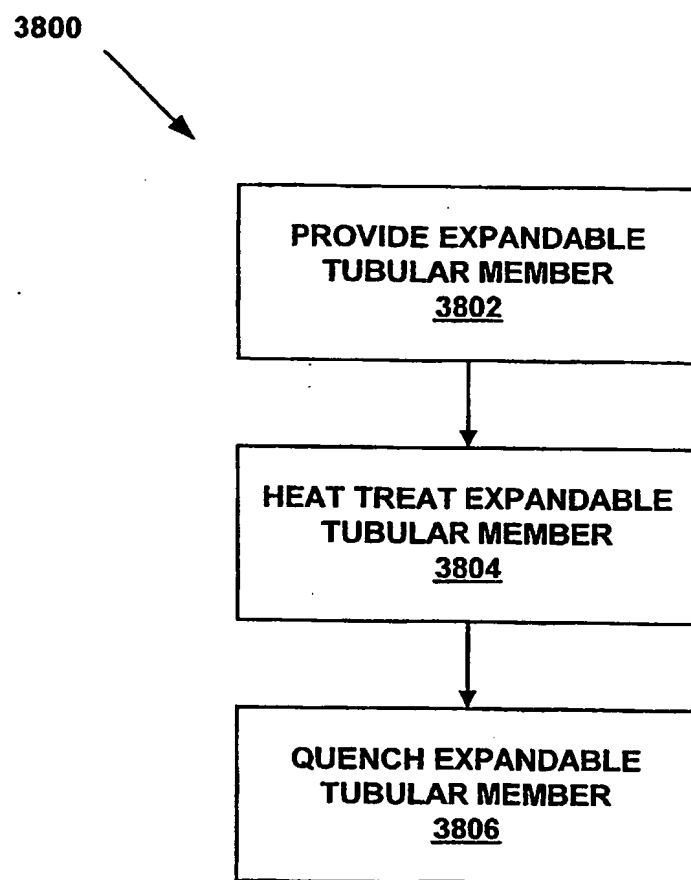 3800
PROVIDE EXPANDABLE
TUBULAR MEMBER
3802
HEAT TREAT EXPANDABLE
TUBULAR MEMBER
3804
QUENCH EXPANDABLE
TUBULAR MEMBER
3806